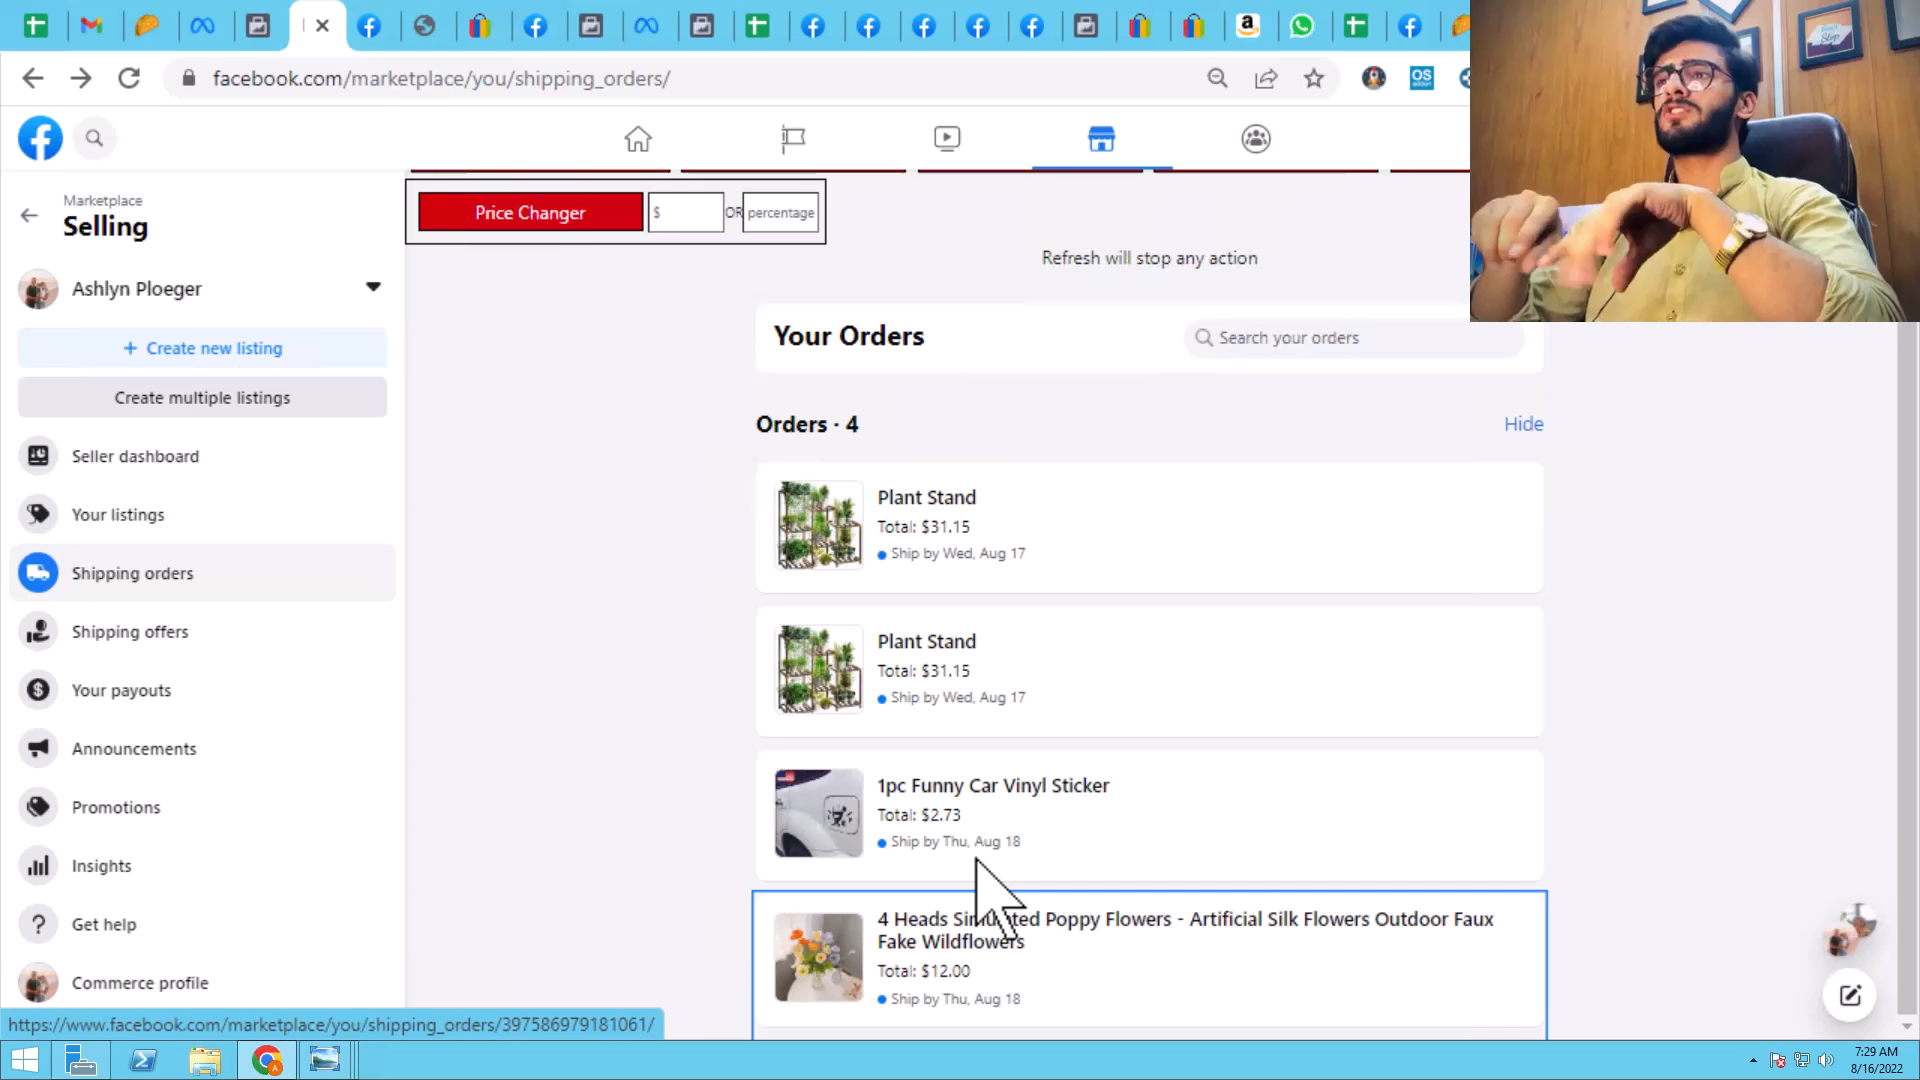 facebook.com/marketplace/you/shipping_orders/
Marketplace
Selling
Ashlyn Ploeger
+ Create new listing
Create multiple listings
Seller dashboard
Your listings
Shipping orders
Shipping offers
Your payouts
Announcements
Promotions
Insights
Get help
Commerce profile
Price Changer
$
OR
percentage
Refresh will stop any action
Your Orders
Search your orders
Orders · 4
Hide
Plant Stand
Total: $31.15
Ship by Wed, Aug 17
Plant Stand
Total: $31.15
Ship by Wed, Aug 17
1pc Funny Car Vinyl Sticker
Total: $2.73
Ship by Thu, Aug 18
4 Heads Simulated Poppy Flowers - Artificial Silk Flowers Outdoor Faux
Fake Wildflowers
Total: $12.00
Ship by Thu, Aug 18
https://www.facebook.com/marketplace/you/shipping_orders/397586979181061/
7:29 AM
8/16/2022
OS
Step